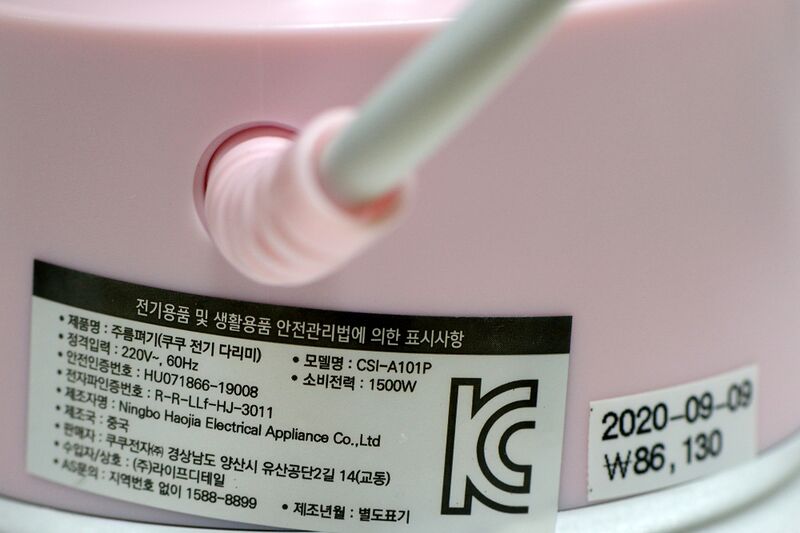 전기용품 및 생활용품 안전관리법에 의한 표시사항
• 제품명 : 주름펴기(쿠쿠 전기 다리미)
• 모델명 : CSI-A101P
• 정격입력 : 220V~, 60Hz
• 소비전력 : 1500W
• 안전인증번호 : HU071866-19008
• 전자파인증번호 : R-R-LLf-HJ-3011
• 제조자명 : Ningbo Haojia Electrical Appliance Co.,Ltd
• 제조국 : 중국
• 판매자 : 쿠쿠전자㈜ 경상남도 양산시 유산공단2길 14(교동)
• 수입자/상호 : (주)라이프디테일
• AS문의 : 지역번호 없이 1588-8899
• 제조년월 : 별도표기
KC
2020-09-09
₩86,130